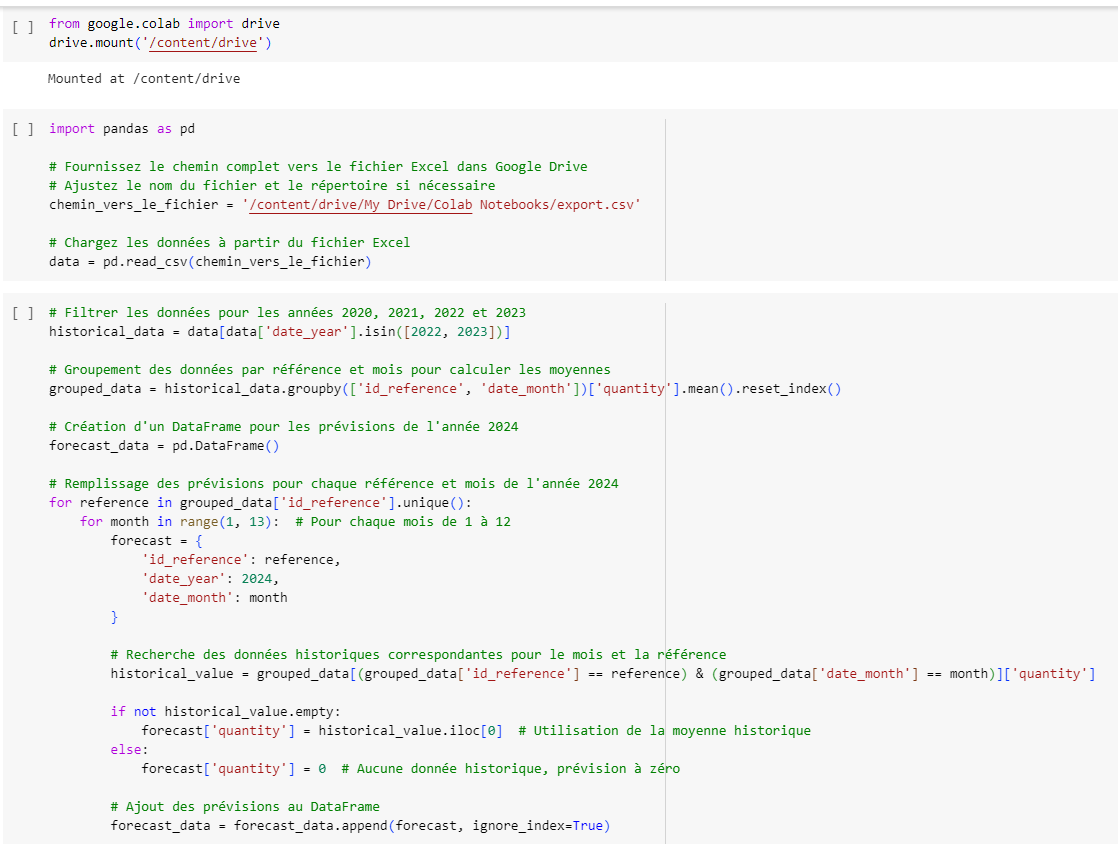 [ ] from google.colab import drive
drive.mount('/content/drive')
Mounted at /content/drive
[ ] import pandas as pd
# Fournissez le chemin complet vers le fichier Excel dans Google Drive
# Ajustez le nom du fichier et le répertoire si nécessaire
chemin_vers_le_fichier = '/content/drive/My Drive/Colab Notebooks/export.csv'
# Chargez les données à partir du fichier Excel
data = pd.read_csv(chemin_vers_le_fichier)
[ ] # Filtrer les données pour les années 2020, 2021, 2022 et 2023
historical_data = data[data['date_year'].isin([2022, 2023])]
# Groupement des données par référence et mois pour calculer les moyennes
grouped_data = historical_data.groupby(['id_reference', 'date_month'])['quantity'].mean().reset_index()
# Création d'un DataFrame pour les prévisions de l'année 2024
forecast_data = pd.DataFrame()
# Remplissage des prévisions pour chaque référence et mois de l'année 2024
for reference in grouped_data['id_reference'].unique():
    for month in range(1, 13):  # Pour chaque mois de 1 à 12
        forecast = {
            'id_reference': reference,
            'date_year': 2024,
            'date_month': month
        }
        # Recherche des données historiques correspondantes pour le mois et la référence
        historical_value = grouped_data[(grouped_data['id_reference'] == reference) & (grouped_data['date_month'] == month)]['quantity']
        if not historical_value.empty:
            forecast['quantity'] = historical_value.iloc[0]  # Utilisation de la moyenne historique
        else:
            forecast['quantity'] = 0  # Aucune donnée historique, prévision à zéro
        # Ajout des prévisions au DataFrame
        forecast_data = forecast_data.append(forecast, ignore_index=True)